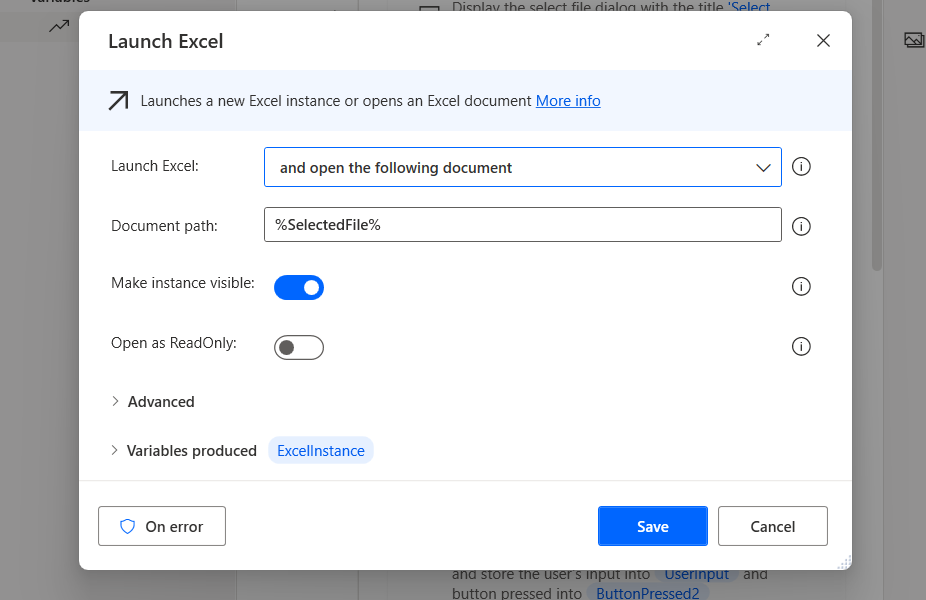 Variables
Display the select file dialog with the title 'Select
Launch Excel
Launches a new Excel instance or opens an Excel document More info
Launch Excel: and open the following document
Document path: %SelectedFile%
Make instance visible:
Open as ReadOnly:
Advanced
Variables produced ExcelInstance
On error Save Cancel
and store the user's input into UserInput and
button pressed into ButtonPressed2